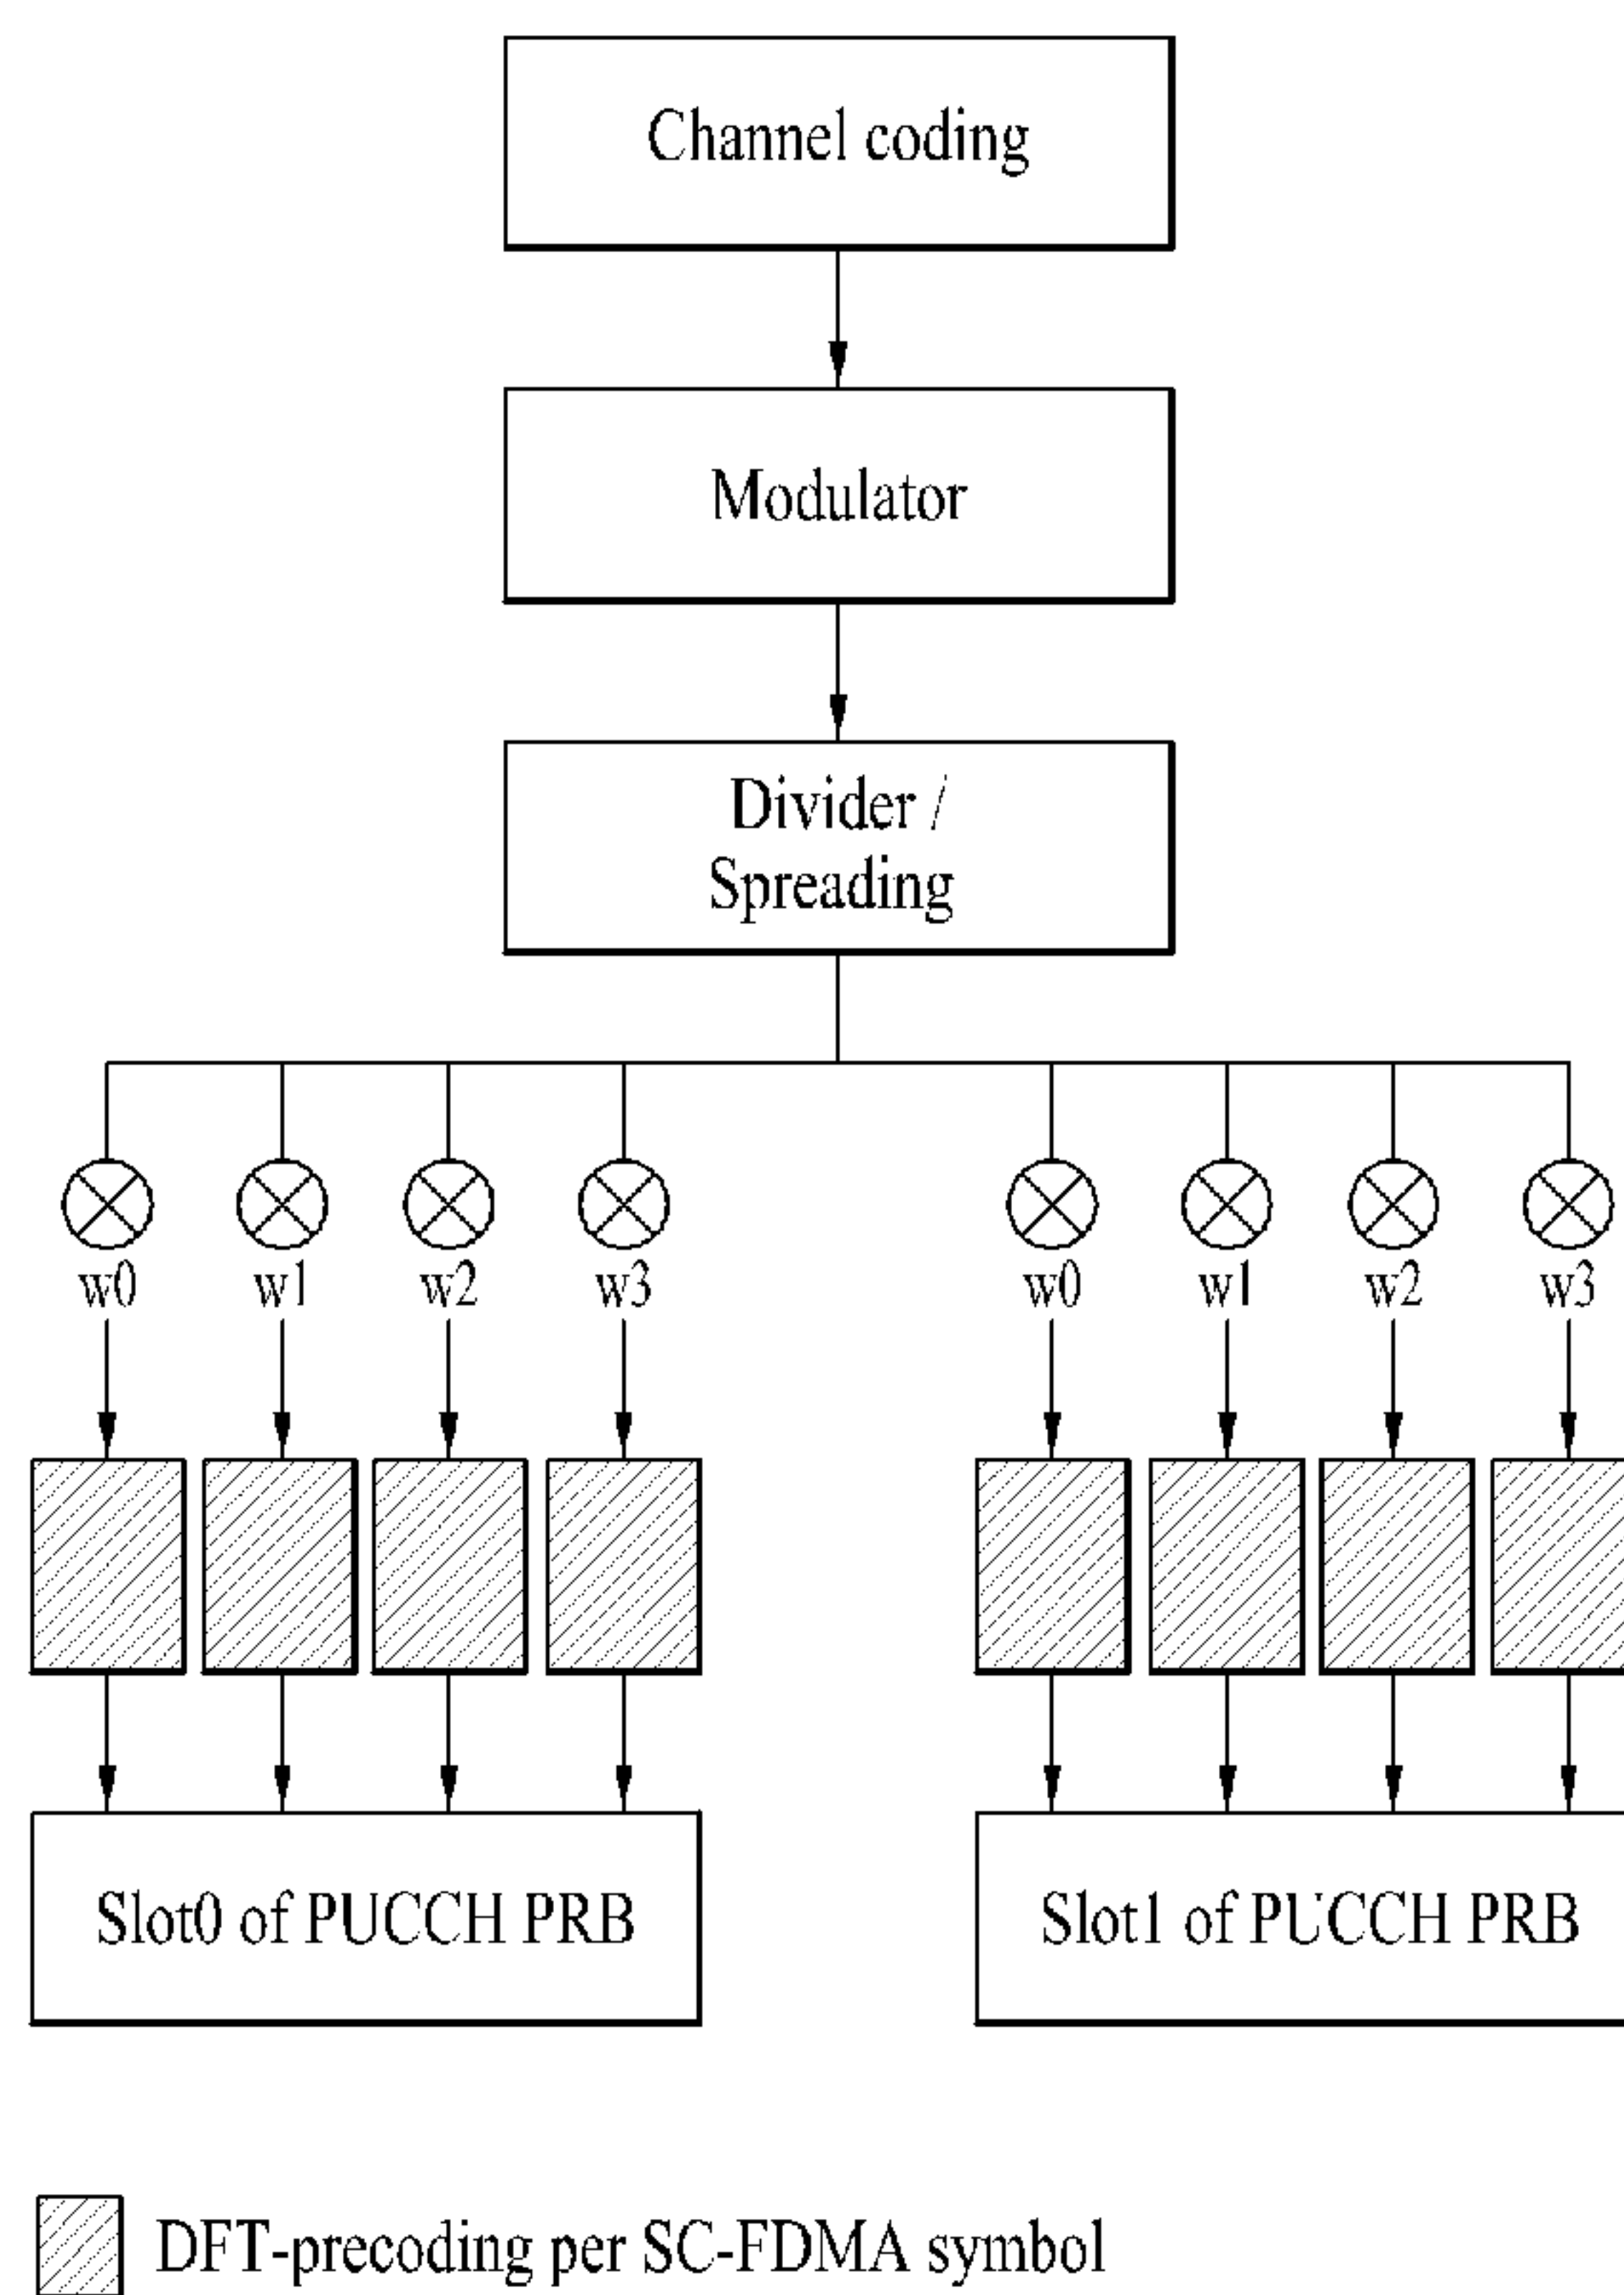 Channel coding
Modulator
Divider /
Spreading
w0 w1 w2 w3 w0 w1 w2 w3
Slot0 of PUCCH PRB Slot1 of PUCCH PRB
DFT-precoding per SC-FDMA symbol